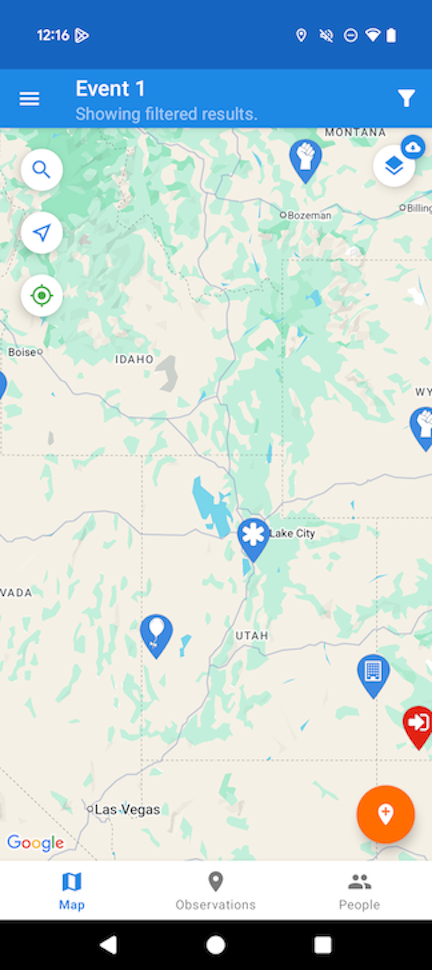 12:16
Event 1
Showing filtered results.
MONTANA
Bozeman
Billing
Boise
IDAHO
WY
Lake City
VADA
UTAH
Las Vegas
Google
Map
Observations
People